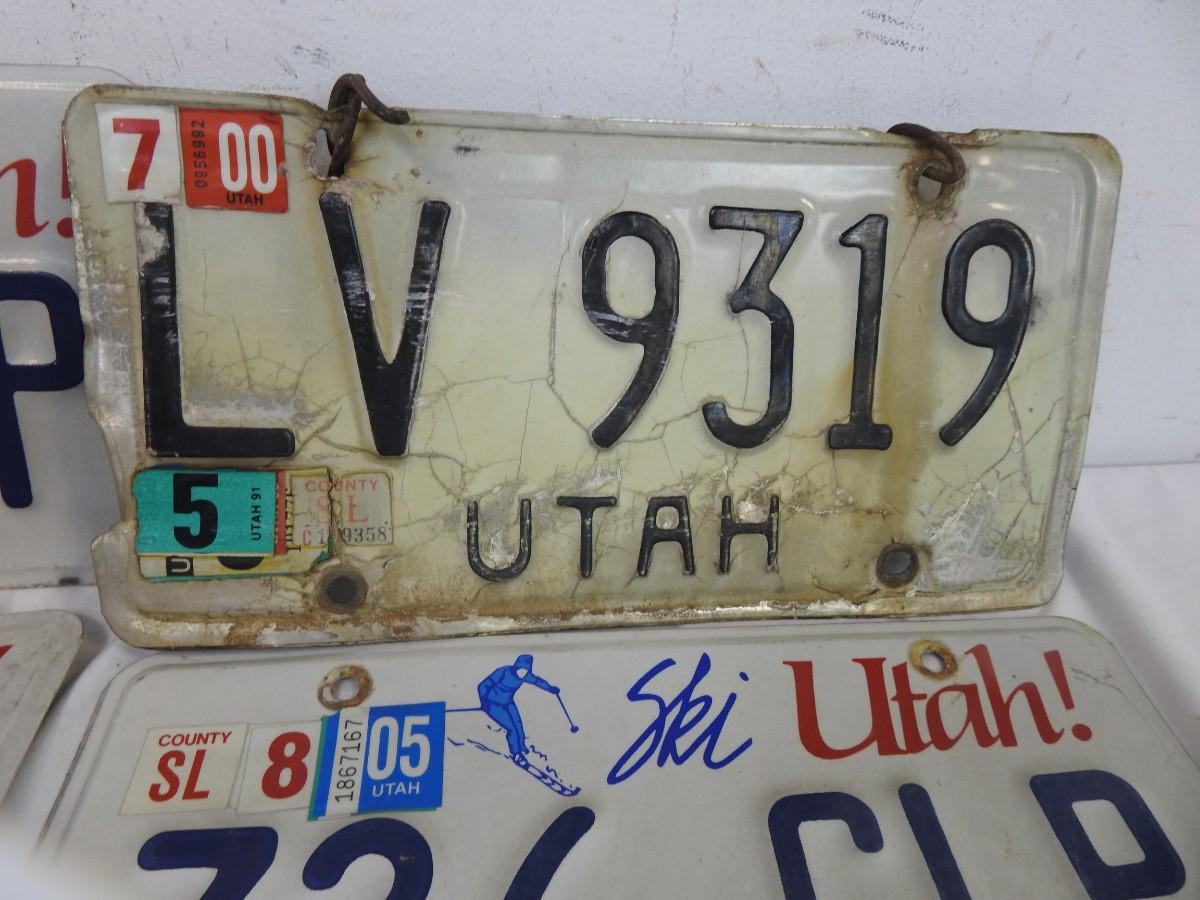 7 0956992 00 UTAH
LV 9319
5 UTAH 91
COUNTY
SL
UTAH
Ski Utah!
COUNTY
SL 8 1867167 05
UTAH